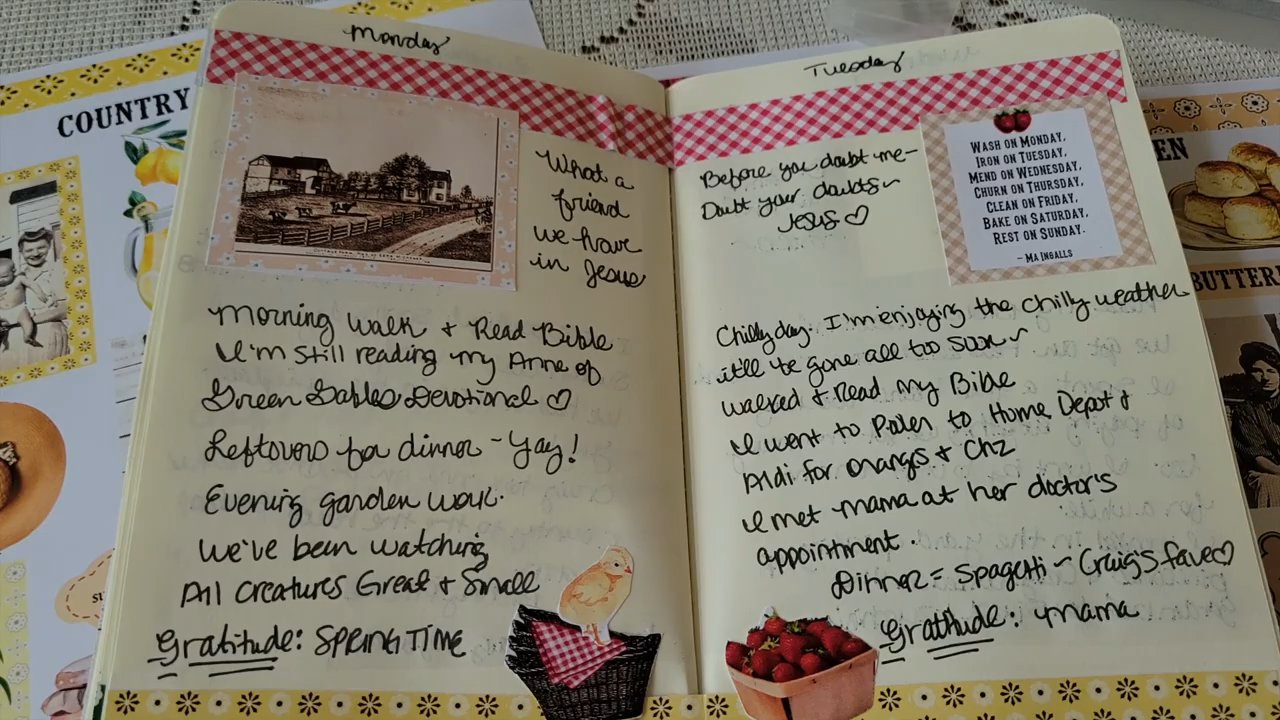 COUNTRY
Monday
What a
friend
we have
in Jesus
Morning walk + Read Bible
I'm still reading my Anne of
Green Gables Devotional ♡
Leftovers for dinner - Yay!
Evening garden work.
We've been watching
All Creatures Great + Small
Gratitude: SPRINGTIME
Tuesday
Before you doubt me-
Doubt your doubts~
Jesus ♡
WASH ON MONDAY,
IRON ON TUESDAY,
MEND ON WEDNESDAY,
CHURN ON THURSDAY,
CLEAN ON FRIDAY,
BAKE ON SATURDAY,
REST ON SUNDAY.
~ MA INGALLS
Chilly day. I'm enjoying the chilly weather
it'll be gone all too soon~
Walked + Read my Bible
I went to Palen to Home Depot +
Aldi for orangs + Chz
I met mama at her doctor's
appointment.
Dinner = Spagetti ~ Craig's fave ♡
Gratitude: Mama
EN
BUTTER